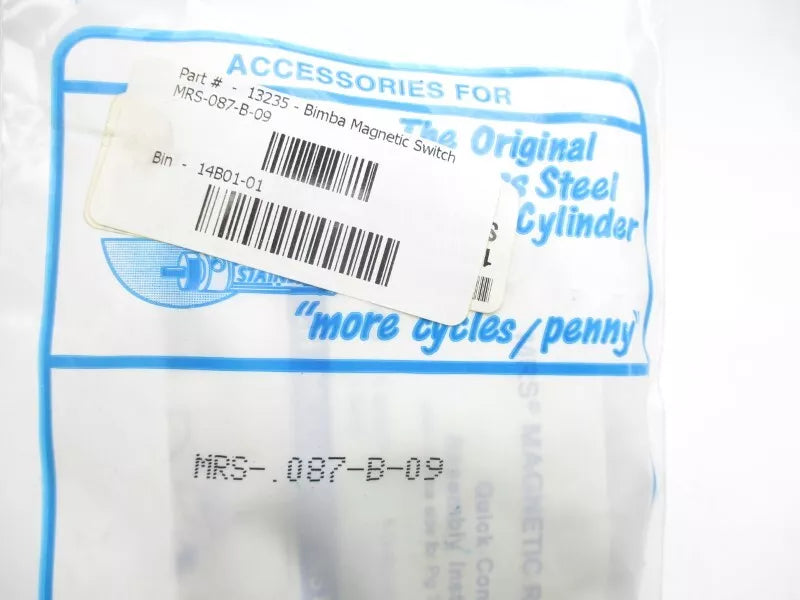 ACCESSORIES FOR
Part # - 13235 - Bimba Magnetic Switch
MRS-087-B-09
Bin - 14B01-01
The Original
Steel
Cylinder
"more cycles/penny"
MRS-.087-B-09
MAGNETIC
Quick